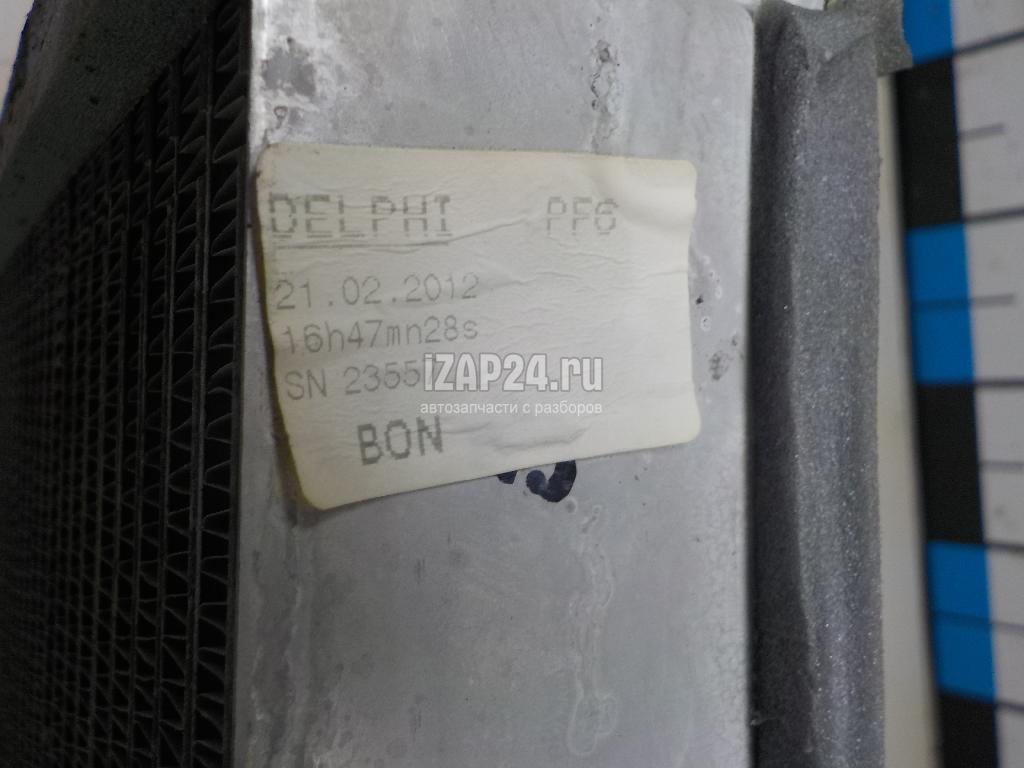 DELPHI PF6
21.02.2012
16h47mn28s
SN 2355
iZAP24.ru
автозапчасти с разборов
BON